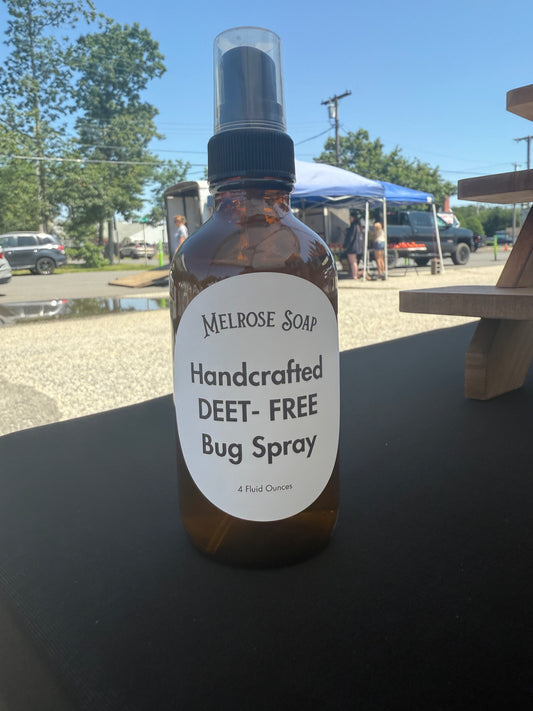 MELROSE SOAP
Handcrafted
DEET- FREE
Bug Spray
4 Fluid Ounces